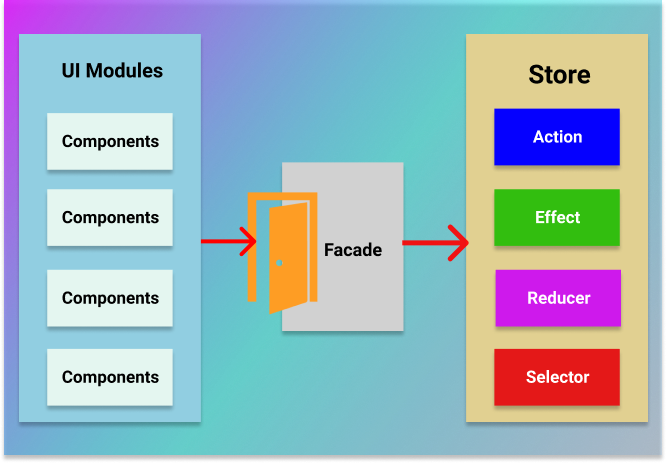 UI Modules
Components
Components
Components
Components
Facade
Store
Action
Effect
Reducer
Selector